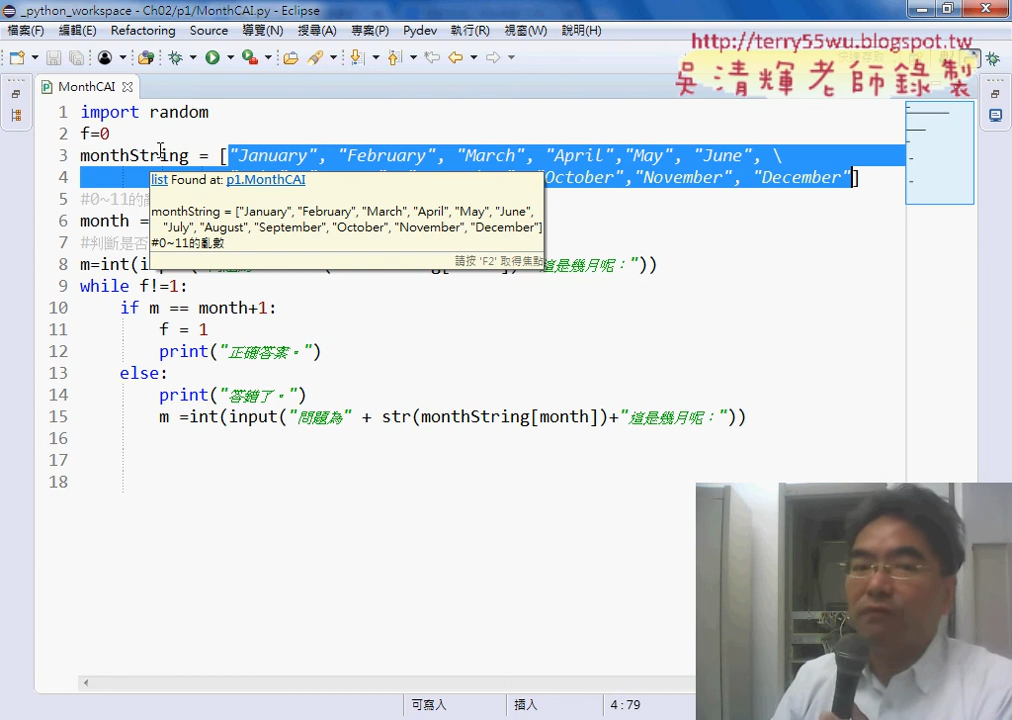 _python_workspace - Ch02/p1/MonthCAI.py - Eclipse
檔案(F) 編輯(E) Refactoring Source 導覽(N) 搜尋(A) 專案(P) Pydev 執行(R) 視窗(W) 說明(H)
http://terry55wu.blogspot.tw
吳清輝老師錄製
MonthCAI
1 import random
2 f=0
3 monthString = ["January", "February", "March", "April","May", "June", \
4 "October","November", "December"]
list Found at: p1.MonthCAI
monthString = ["January", "February", "March", "April", "May", "June",
"July", "August", "September", "October", "November", "December"]
#0~11的亂數
請按 'F2' 取得焦點
5 #0~11的亂
6 month =
7 #判斷是否
8 m=int(i 這是幾月呢："))
9 while f!=1:
10 if m == month+1:
11 f = 1
12 print("正確答案。")
13 else:
14 print("答錯了。")
15 m =int(input("問題為" + str(monthString[month])+"這是幾月呢："))
16
17
18
可寫入 插入 4:79